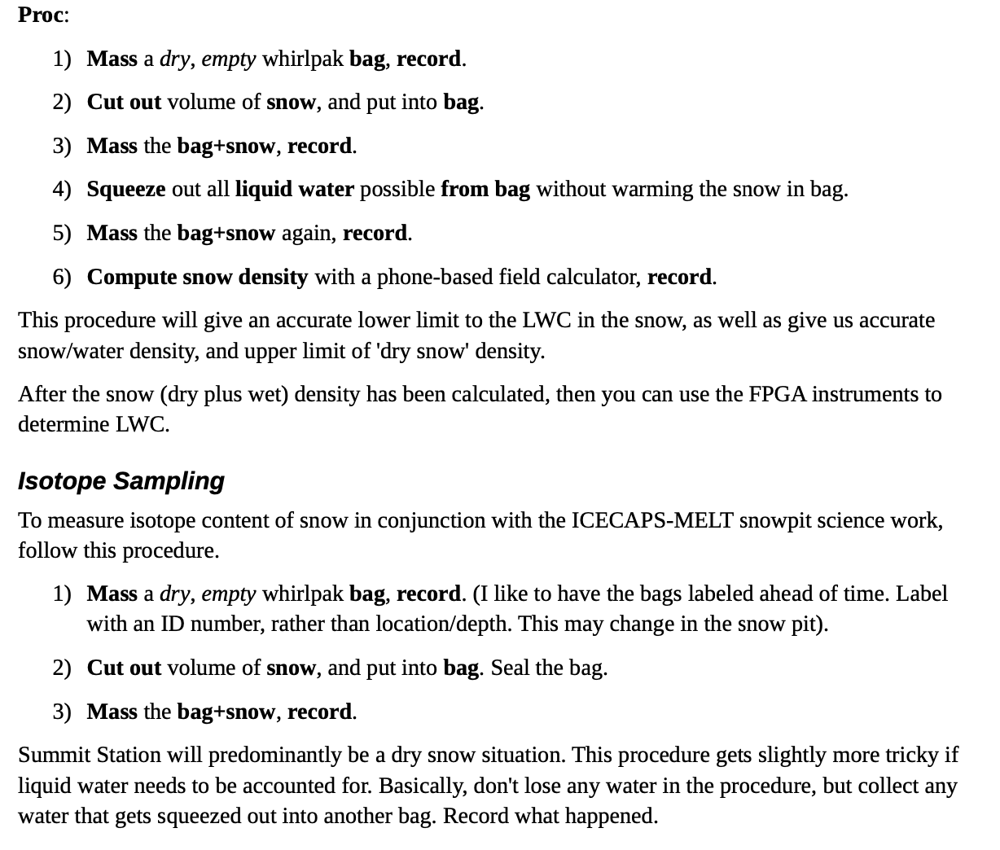 Proc:
1) Mass a dry, empty whirlpak bag, record.
2) Cut out volume of snow, and put into bag.
3) Mass the bag+snow, record.
4) Squeeze out all liquid water possible from bag without warming the snow in bag.
5) Mass the bag+snow again, record.
6) Compute snow density with a phone-based field calculator, record.
This procedure will give an accurate lower limit to the LWC in the snow, as well as give us accurate
snow/water density, and upper limit of 'dry snow' density.
After the snow (dry plus wet) density has been calculated, then you can use the FPGA instruments to
determine LWC.
Isotope Sampling
To measure isotope content of snow in conjunction with the ICECAPS-MELT snowpit science work,
follow this procedure.
1) Mass a dry, empty whirlpak bag, record. (I like to have the bags labeled ahead of time. Label
with an ID number, rather than location/depth. This may change in the snow pit).
2) Cut out volume of snow, and put into bag. Seal the bag.
3) Mass the bag+snow, record.
Summit Station will predominantly be a dry snow situation. This procedure gets slightly more tricky if
liquid water needs to be accounted for. Basically, don't lose any water in the procedure, but collect any
water that gets squeezed out into another bag. Record what happened.